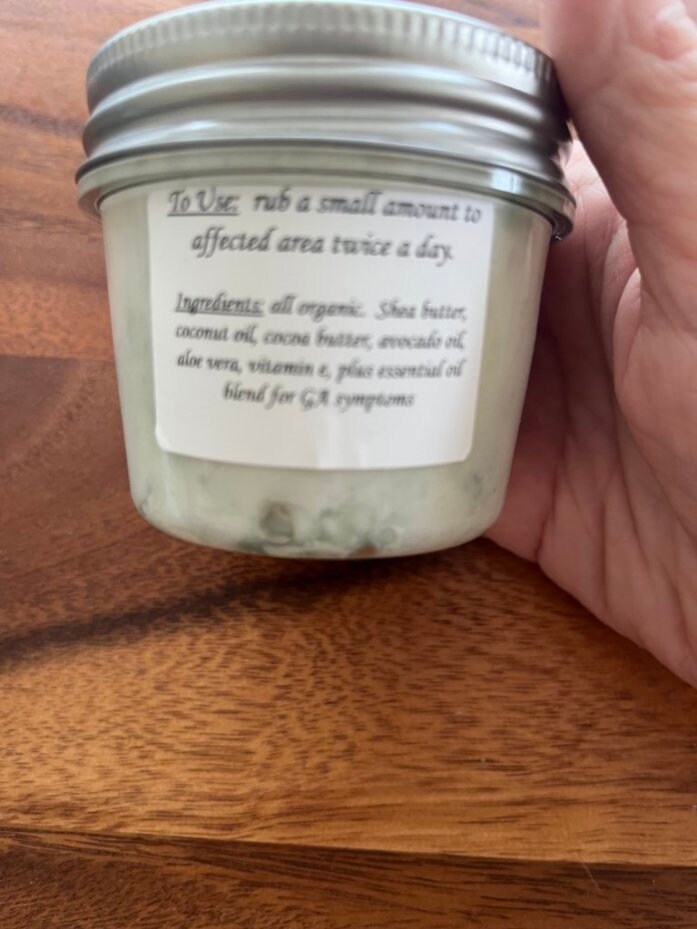 To Use: rub a small amount to
affected area twice a day.
Ingredients: all organic. Shea butter,
coconut oil, cocoa butter, avocado oil,
aloe vera, vitamin e, plus essential oil
blend for GA symptoms